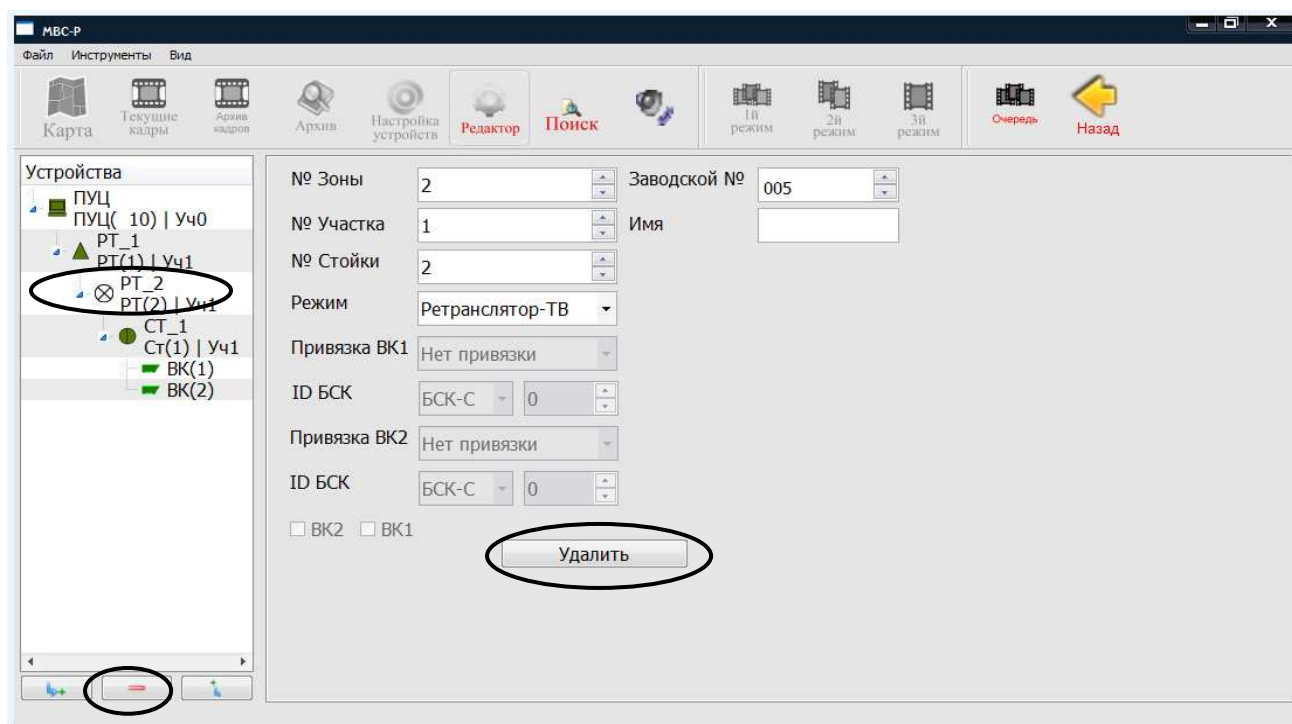 МВС-Р
Файл Инструменты Вид
Карта
Текущие
кадры
Архив
кадров
Архив
Настройка
устройств
Редактор
Поиск
1й
режим
2й
режим
3й
режим
Очередь
Назад
Устройства
ПУЦ
ПУЦ( 10) | Уч0
РТ_1
РТ(1) | Уч1
РТ_2
РТ(2) | Уч1
СТ_1
Ст(1) | Уч1
ВК(1)
ВК(2)
№ Зоны 2 Заводской № 005
№ Участка 1 Имя
№ Стойки 2
Режим Ретранслятор-ТВ
Привязка ВК1 Нет привязки
ID БСК БСК-С 0
Привязка ВК2 Нет привязки
ID БСК БСК-С 0
ВК2 ВК1
Удалить